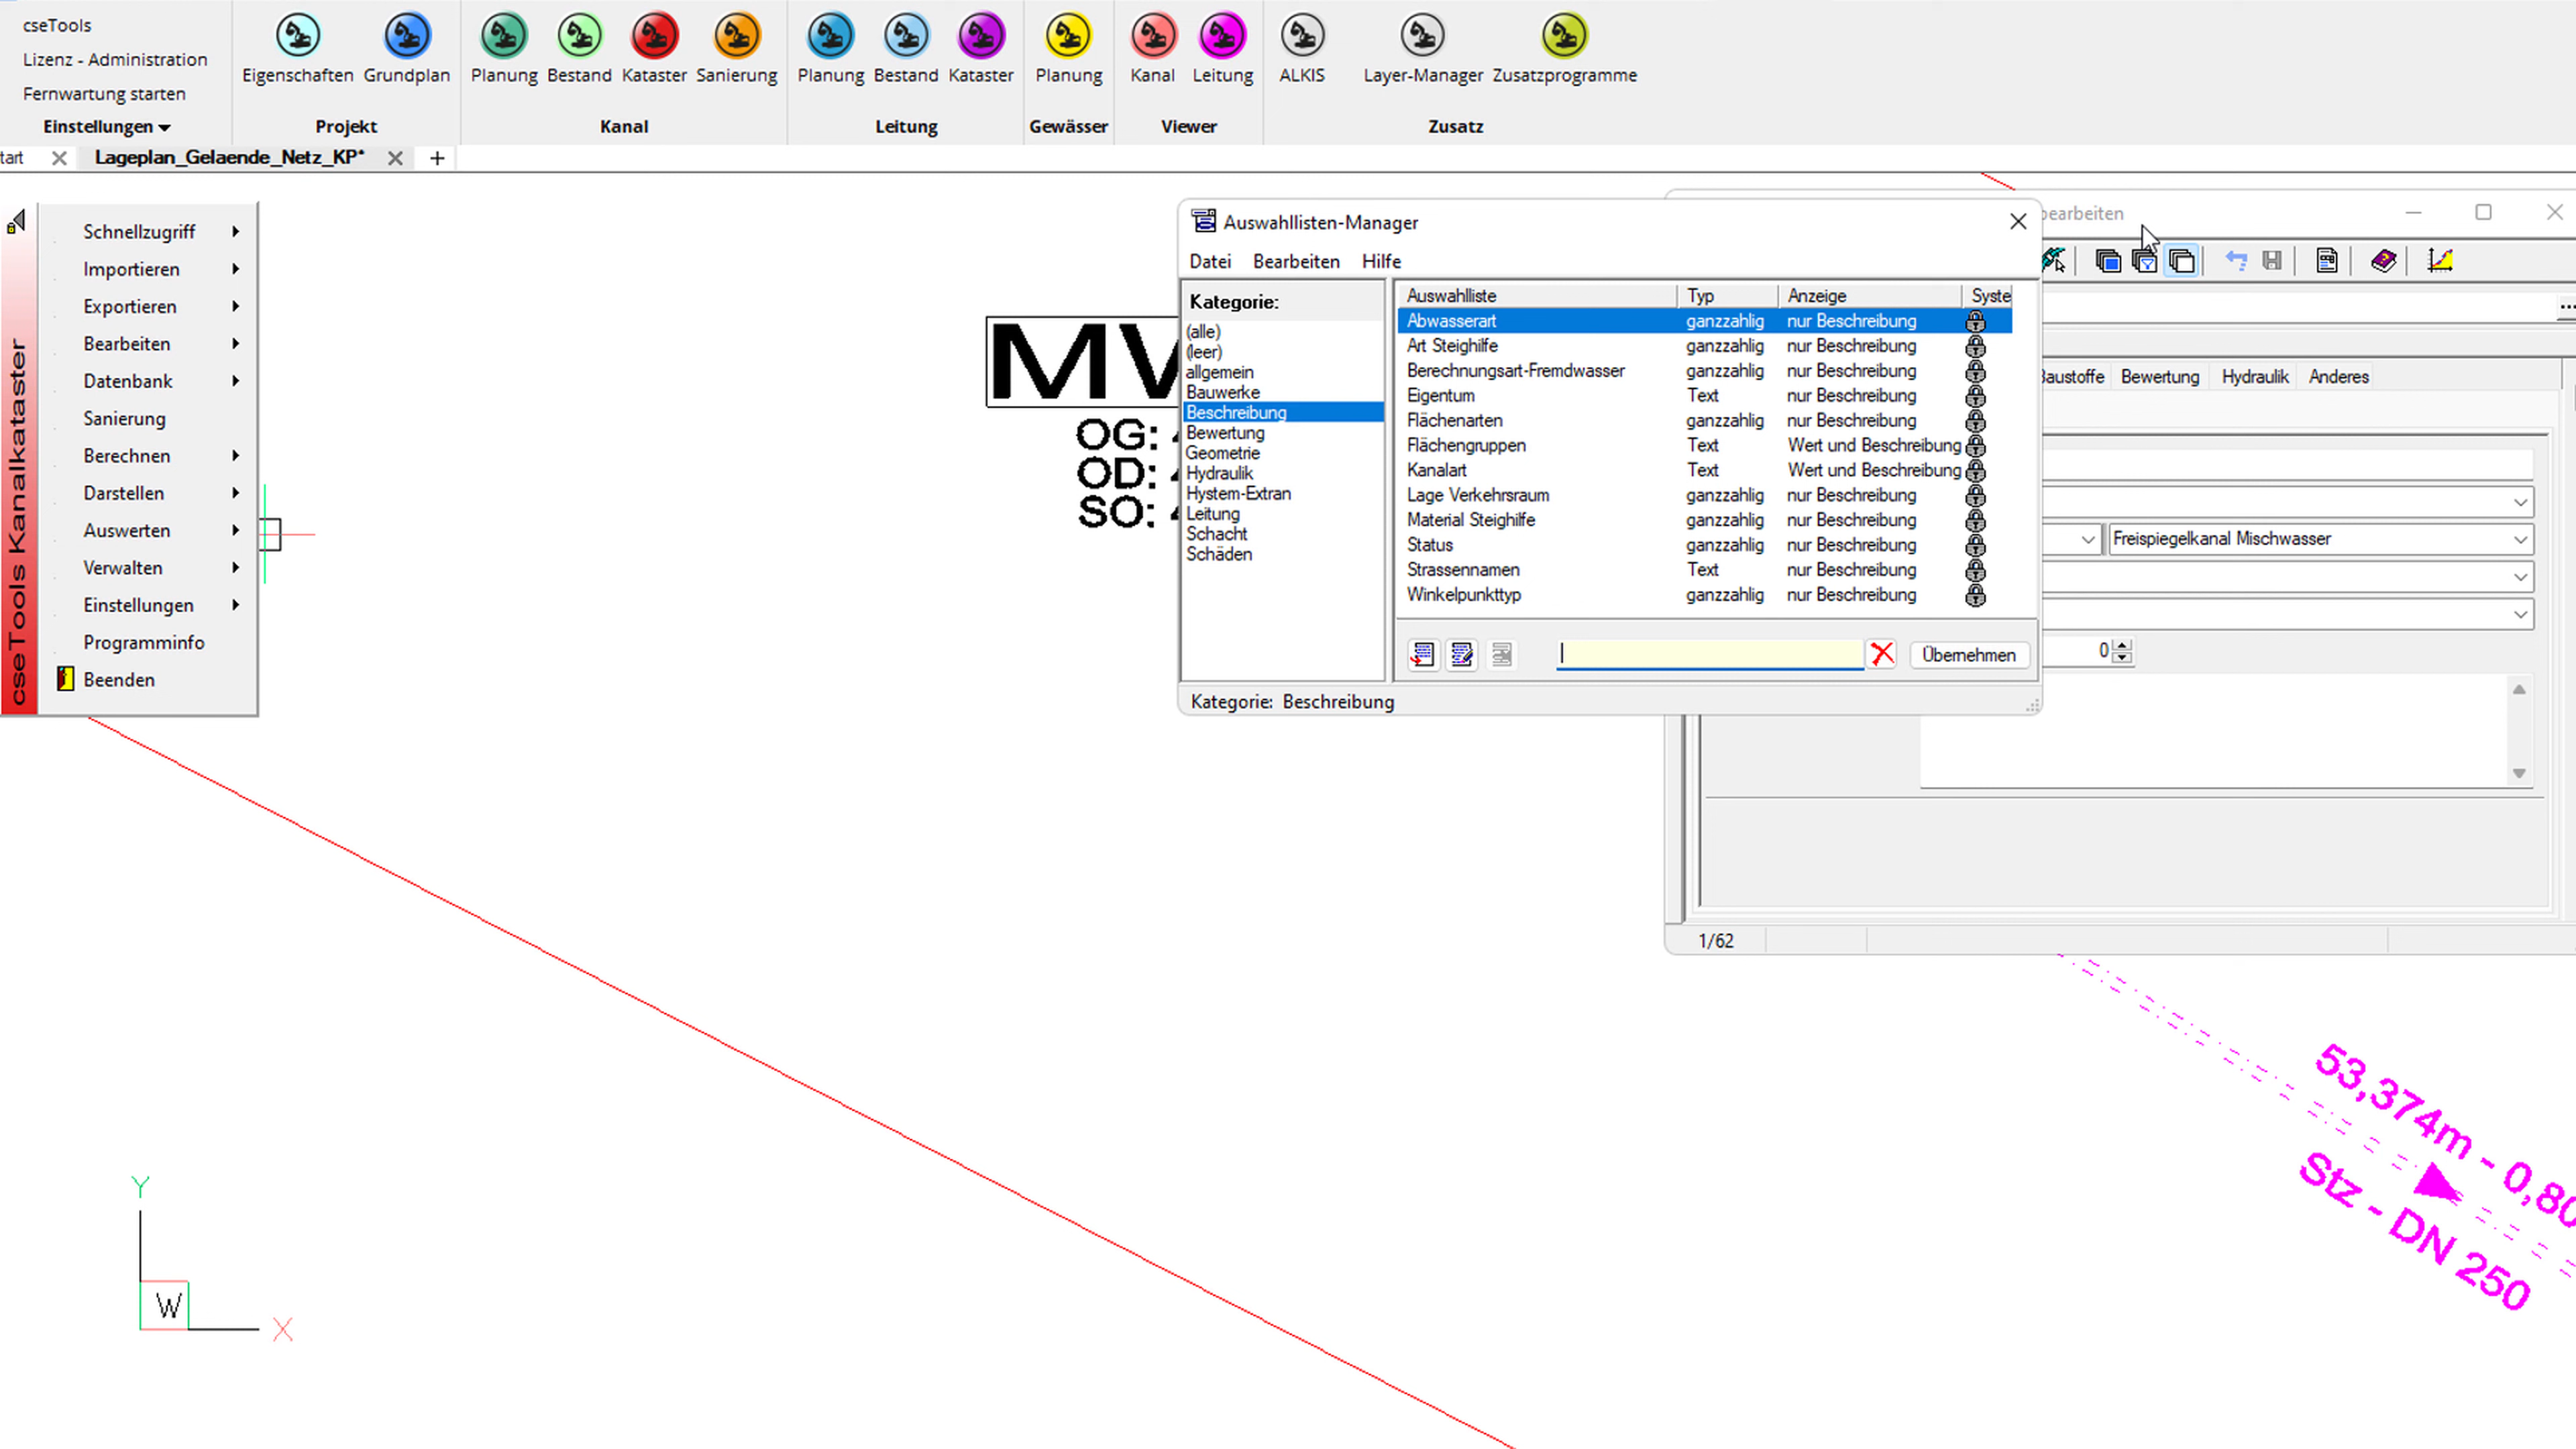 cseTools
Lizenz - Administration
Fernwartung starten
Einstellungen
Eigenschaften Grundplan
Projekt
Planung Bestand Kataster Sanierung
Kanal
Planung Bestand Kataster
Leitung
Planung
Gewässer
Kanal Leitung
Viewer
ALKIS Layer-Manager Zusatzprogramme
Zusatz
tart
Lageplan_Gelaende_Netz_KP*
cseTools Kanalkataster
Schnellzugriff
Importieren
Exportieren
Bearbeiten
Datenbank
Sanierung
Berechnen
Darstellen
Auswerten
Verwalten
Einstellungen
Programminfo
Beenden
OG:
OD:
SO:
Auswahllisten-Manager
Datei Bearbeiten Hilfe
Kategorie:
(alle)
(leer)
allgemein
Bauwerke
Beschreibung
Bewertung
Geometrie
Hydraulik
Hystem-Extran
Leitung
Schacht
Schäden
Auswahlliste Typ Anzeige Syste
Abwasserart ganzzahlig nur Beschreibung
Art Steighilfe ganzzahlig nur Beschreibung
Berechnungsart-Fremdwasser ganzzahlig nur Beschreibung
Eigentum Text nur Beschreibung
Flächenarten ganzzahlig nur Beschreibung
Flächengruppen Text Wert und Beschreibung
Kanalart Text Wert und Beschreibung
Lage Verkehrsraum ganzzahlig nur Beschreibung
Material Steighilfe ganzzahlig nur Beschreibung
Status ganzzahlig nur Beschreibung
Strassennamen Text nur Beschreibung
Winkelpunkttyp ganzzahlig nur Beschreibung
Übernehmen
Kategorie: Beschreibung
bearbeiten
Baustoffe Bewertung Hydraulik Anderes
Freispiegelkanal Mischwasser
0
1/62
53,374m - 0,80
Stz - DN 250
Y
W
X